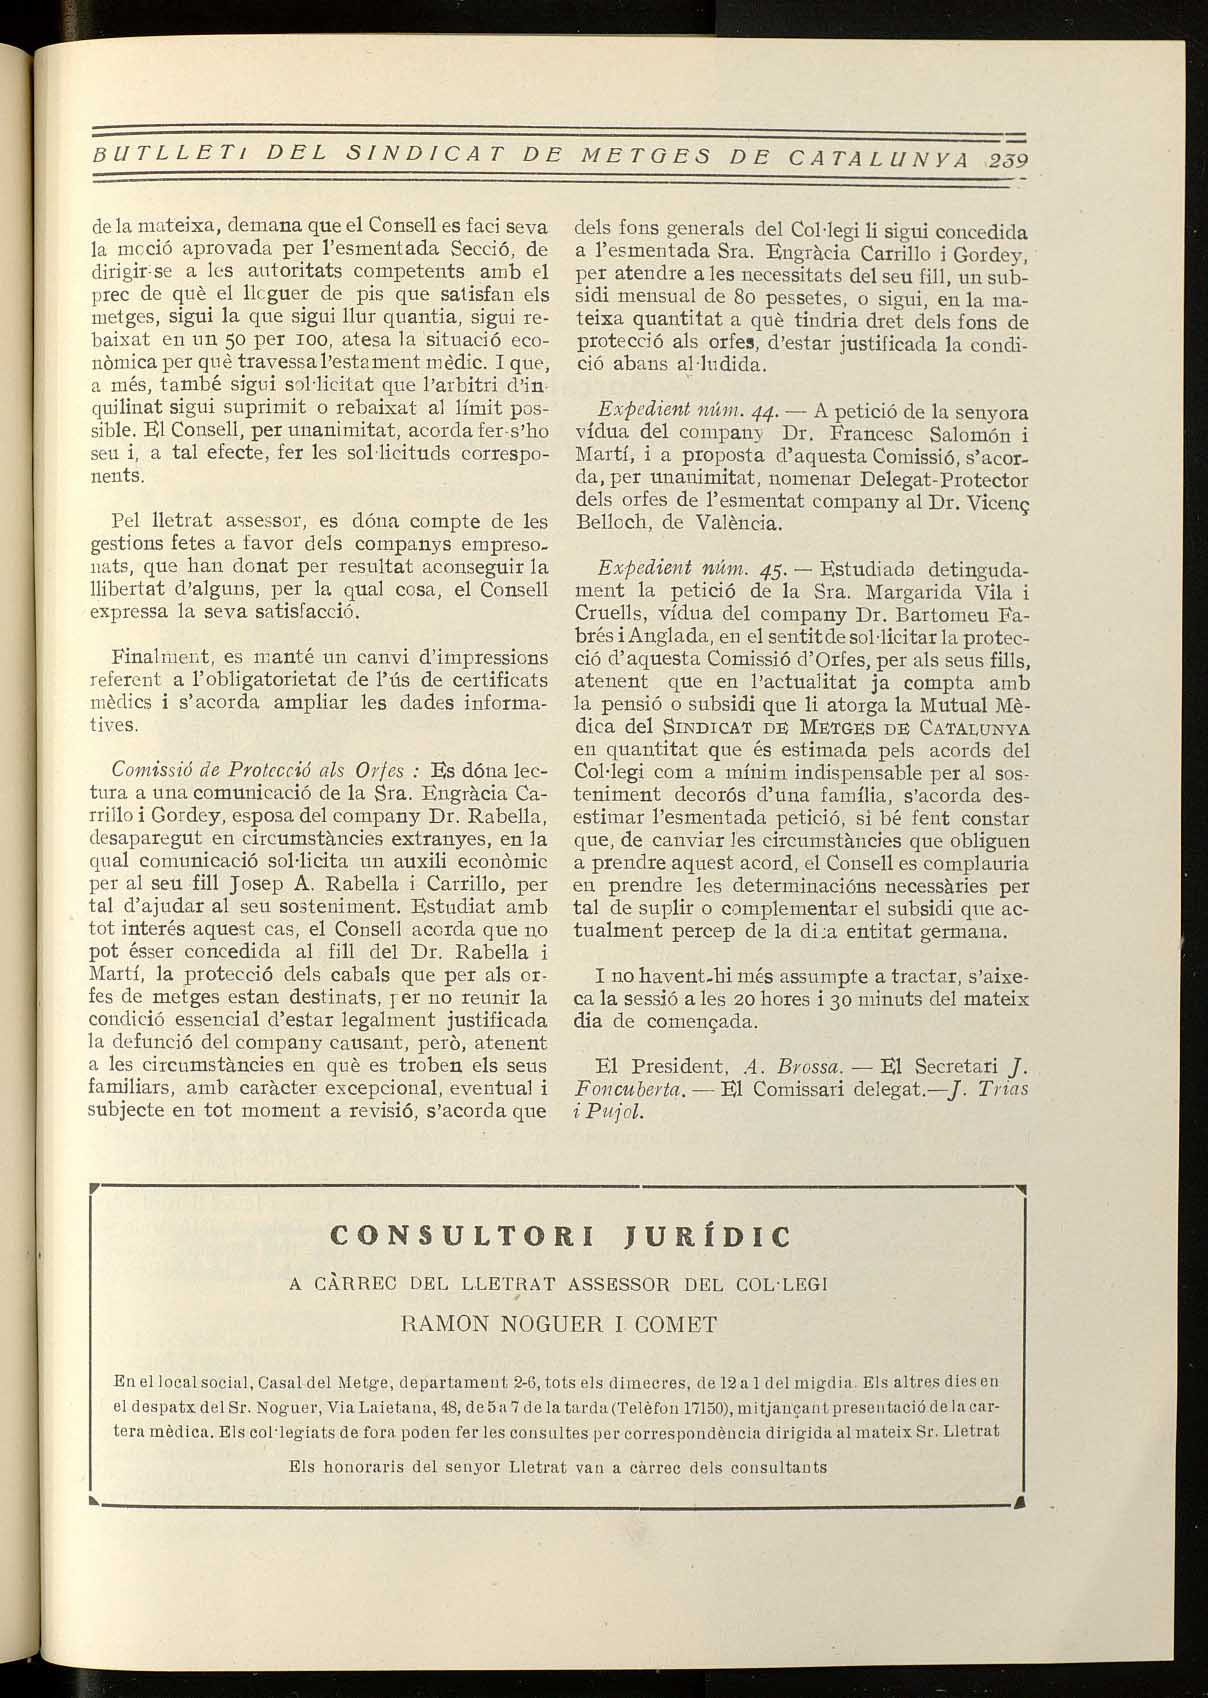 BUTLLETÍ DEL SINDICAT DE METGES DE CATALUNYA 239
de la mateixa, demana que el Consell es faci seva
la moció aprovada per l'esmentada Secció, de
dirigir-se a les autoritats competents amb el
prec de què el lloguer de pis que satisfan els
metges, sigui la que sigui llur quantia, sigui re-
baixat en un 50 per 100, atesa la situació eco-
nòmica per què travessa l'estament mèdic. I que,
a més, també sigui sol·licitat que l'arbitri d'in-
quilinat sigui suprimit o rebaixat al límit pos-
sible. El Consell, per unanimitat, acorda fer-s'ho
seu i, a tal efecte, fer les sol·licituds correspo-
nents.
Pel lletrat assessor, es dóna compte de les
gestions fetes a favor dels companys empreso-
nats, que han donat per resultat aconseguir la
llibertat d'alguns, per la qual cosa, el Consell
expressa la seva satisfacció.
Finalment, es manté un canvi d'impressions
referent a l'obligatorietat de l'ús de certificats
mèdics i s'acorda ampliar les dades informa-
tives.
Comissió de Protecció als Orfes : Es dóna lec-
tura a una comunicació de la Sra. Engràcia Ca-
rrillo i Gordey, esposa del company Dr. Rabella,
desaparegut en circumstàncies extranyes, en la
qual comunicació sol·licita un auxili econòmic
per al seu fill Josep A. Rabella i Carrillo, per
tal d'ajudar al seu sosteniment. Estudiat amb
tot interés aquest cas, el Consell acorda que no
pot ésser concedida al fill del Dr. Rabella i
Martí, la protecció dels cabals que per als or-
fes de metges estan destinats, per no reunir la
condició essencial d'estar legalment justificada
la defunció del company causant, però, atenent
a les circumstàncies en què es troben els seus
familiars, amb caràcter excepcional, eventual i
subjecte en tot moment a revisió, s'acorda que
dels fons generals del Col·legi li sigui concedida
a l'esmentada Sra. Engràcia Carrillo i Gordey,
per atendre a les necessitats del seu fill, un sub-
sidi mensual de 80 pessetes, o sigui, en la ma-
teixa quantitat a què tindria dret dels fons de
protecció als orfes, d'estar justificada la condi-
ció abans al·ludida.
Expedient núm. 44. — A petició de la senyora
vídua del company Dr. Francesc Salomón i
Martí, i a proposta d'aquesta Comissió, s'acor-
da, per unanimitat, nomenar Delegat-Protector
dels orfes de l'esmentat company al Dr. Vicenç
Belloch, de València.
Expedient núm. 45. — Estudiada detinguda-
ment la petició de la Sra. Margarida Vila i
Cruells, vídua del company Dr. Bartomeu Fa-
brés i Anglada, en el sentit de sol·licitar la protec-
ció d'aquesta Comissió d'Orfes, per als seus fills,
atenent que en l'actualitat ja compta amb
la pensió o subsidi que li atorga la Mutual Mè-
dica del SINDICAT DE METGES DE CATALUNYA
en quantitat que és estimada pels acords del
Col·legi com a mínim indispensable per al sos-
teniment decorós d'una família, s'acorda des-
estimar l'esmentada petició, si bé fent constar
que, de canviar les circumstàncies que obliguen
a prendre aquest acord, el Consell es complauria
en prendre les determinacións necessàries per
tal de suplir o complementar el subsidi que ac-
tualment percep de la dita entitat germana.
I no havent-hi més assumpte a tractar, s'aixe-
ca la sessió a les 20 hores i 30 minuts del mateix
dia de començada.
El President, A. Brossa. — El Secretari J.
Foncuberta. — El Comissari delegat.—J. Trias
i Pujol.
CONSULTORI JURÍDIC
A CÀRREC DEL LLETRAT ASSESSOR DEL COL·LEGI
RAMON NOGUER I COMET
En el local social, Casal del Metge, departament 2-6, tots els dimecres, de 12 a 1 del migdia. Els altres dies en
el despatx del Sr. Noguer, Via Laietana, 48, de 5 a 7 de la tarda (Telèfon 17150), mitjançant presentació de la car-
tera mèdica. Els col·legiats de fora poden fer les consultes per correspondència dirigida al mateix Sr. Lletrat
Els honoraris del senyor Lletrat van a càrrec dels consultants